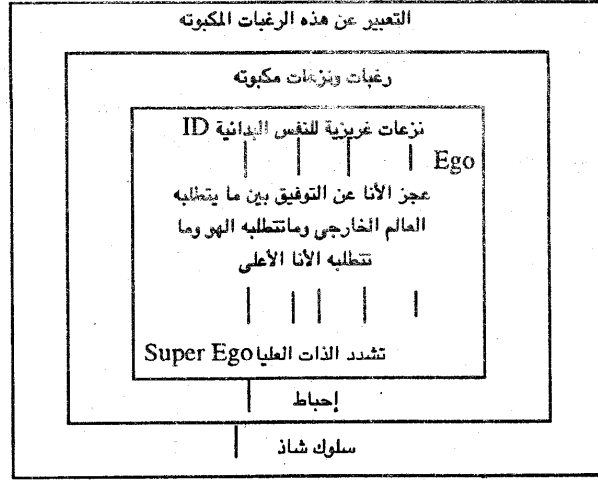 التعبير عن هذه الرغبات المكبوته
رغبات ونزعات مكبوته
نزعات غريزية للنفس البدائية ID
Ego
عجز الأنا عن التوفيق بين ما يتطلبه
العالم الخارجى وماتتطلبه الهو وما
تتطلبه الأنا الأعلى
تشدد الذات العليا Super Ego
إحباط
سلوك شاذ